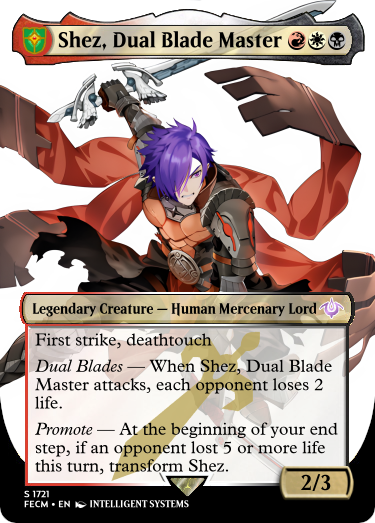 Shez, Dual Blade Master
Legendary Creature — Human Mercenary Lord
First strike, deathtouch
Dual Blades — When Shez, Dual Blade
Master attacks, each opponent loses 2
life.
Promote — At the beginning of your end
step, if an opponent lost 5 or more life
this turn, transform Shez.
2/3
S 1721
FECM • EN INTELLIGENT SYSTEMS